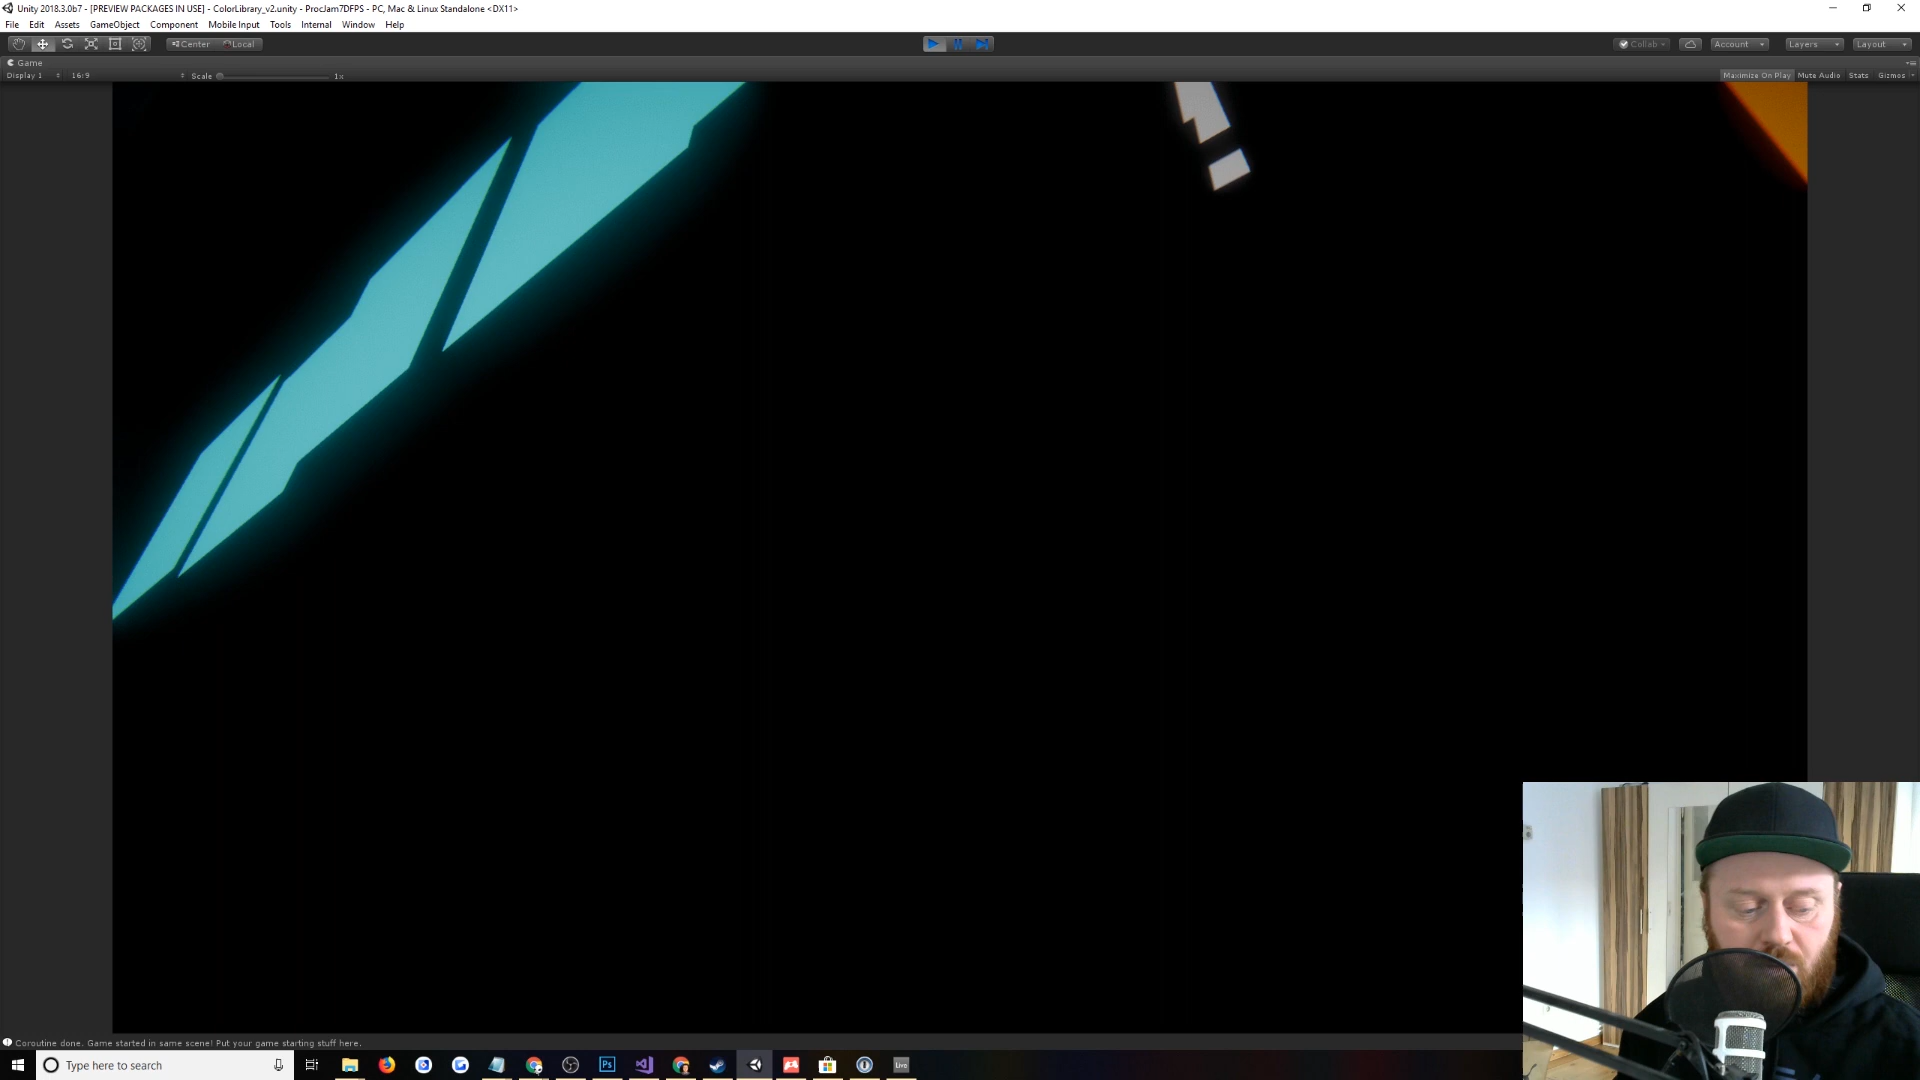 Unity 2018.3.0b7 - [PREVIEW PACKAGES IN USE] - ColorLibrary_v2.unity - ProcJam7DFPS - PC, Mac & Linux Standalone <DX11>
File Edit Assets GameObject Component Mobile Input Tools Internal Window Help
Center Local Collab Account Layers Layout
Game
Display 1 16:9 Scale 1x Maximize On Play Mute Audio Stats Gizmos
Coroutine done. Game started in same scene! Put your game starting stuff here.
Type here to search Ps Live